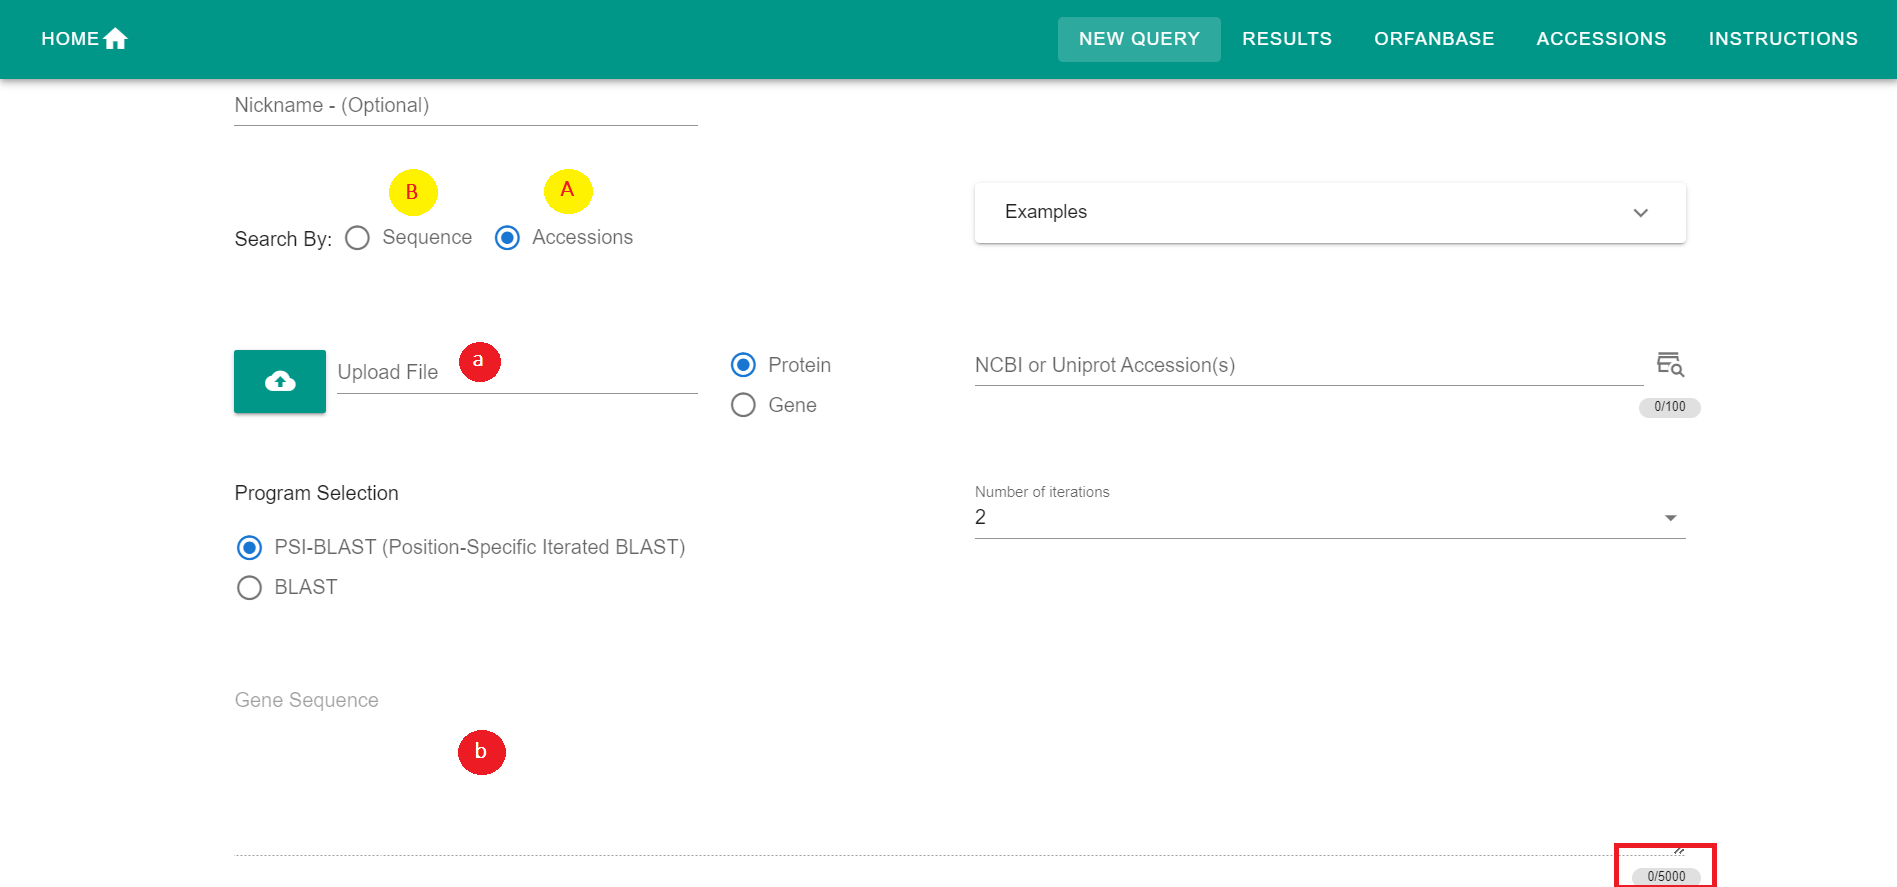 HOME
NEW QUERY RESULTS ORFANBASE ACCESSIONS INSTRUCTIONS
Nickname - (Optional)
B A
Search By: Sequence Accessions
Examples
Upload File a
Protein
Gene
NCBI or Uniprot Accession(s)
0/100
Program Selection
PSI-BLAST (Position-Specific Iterated BLAST)
BLAST
Number of iterations
2
Gene Sequence
b
0/5000